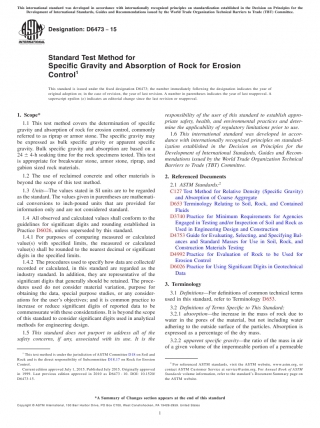 This international standard was developed in accordance with internationally recognized principles on standardization established in the Decision on Principles for the
Development of International Standards, Guides and Recommendations issued by the World Trade Organization Technical Barriers to Trade (TBT) Committee.
Designation: D6473 − 15
INTERNATIONAL
Standard Test Method for
Specific Gravity and Absorption of Rock for Erosion
Control1
This standard is issued under the fixed designation D6473; the number immediately following the designation indicates the year of
original adoption or, in the case of revision, the year of last revision. A number in parentheses indicates the year of last reapproval. A
superscript epsilon (ε) indicates an editorial change since the last revision or reapproval.
1. Scope*
1.1 This test method covers the determination of specific
gravity and absorption of rock for erosion control, commonly
referred to as riprap or armor stone. The specific gravity may
be expressed as bulk specific gravity or apparent specific
gravity. Bulk specific gravity and absorption are based on a
24 ± 4-h soaking time for the rock specimens tested. This test
is appropriate for breakwater stone, armor stone, riprap, and
gabion sized rock materials.
1.2 The use of reclaimed concrete and other materials is
beyond the scope of this test method.
1.3 Units—The values stated in SI units are to be regarded
as the standard. The values given in parentheses are mathemati-
cal conversions to inch-pound units that are provided for
information only and are not considered standard.
1.4 All observed and calculated values shall conform to the
guidelines for significant digits and rounding established in
Practice D6026, unless superseded by this standard.
1.4.1 For purposes of comparing measured or calculated
value(s) with specified limits, the measured or calculated
value(s) shall be rounded to the nearest decimal or significant
digits in the specified limits.
1.4.2 The procedures used to specify how data are collected/
recorded or calculated, in this standard are regarded as the
industry standard. In addition, they are representative of the
significant digits that generally should be retained. The proce-
dures used do not consider material variation, purpose for
obtaining the data, special purpose studies, or any consider-
ations for the user's objectives; and it is common practice to
increase or reduce significant digits of reported data to be
commensurate with these considerations. It is beyond the scope
of this standard to consider significant digits used in analytical
methods for engineering design.
1.5 This standard does not purport to address all of the
safety concerns, if any, associated with its use. It is the
1 This test method is under the jurisdiction of ASTM Committee D18 on Soil and
Rock and is the direct responsibility of Subcommittee D18.17 on Rock for Erosion
Control.
Current edition approved July 1, 2015. Published July 2015. Originally approved
in 1999. Last previous edition approved in 2010 as D6473 – 10. DOI: 10.1520/
D6473-15.
responsibility of the user of this standard to establish appro-
priate safety, health, and environmental practices and deter-
mine the applicability of regulatory limitations prior to use.
1.6 This international standard was developed in accor-
dance with internationally recognized principles on standard-
ization established in the Decision on Principles for the
Development of International Standards, Guides and Recom-
mendations issued by the World Trade Organization Technical
Barriers to Trade (TBT) Committee.
2. Referenced Documents
2.1 ASTM Standards:2
C127 Test Method for Relative Density (Specific Gravity)
and Absorption of Coarse Aggregate
D653 Terminology Relating to Soil, Rock, and Contained
Fluids
D3740 Practice for Minimum Requirements for Agencies
Engaged in Testing and/or Inspection of Soil and Rock as
Used in Engineering Design and Construction
D4753 Guide for Evaluating, Selecting, and Specifying Bal-
ances and Standard Masses for Use in Soil, Rock, and
Construction Materials Testing
D4992 Practice for Evaluation of Rock to be Used for
Erosion Control
D6026 Practice for Using Significant Digits in Geotechnical
Data
3. Terminology
3.1 Definitions—For definitions of common technical terms
used in this standard, refer to Terminology D653.
3.2 Definitions of Terms Specific to This Standard:
3.2.1 absorption—the increase in the mass of rock due to
water in the pores of the material, but not including water
adhering to the outside surface of the particles. Absorption is
expressed as a percentage of the dry mass.
3.2.2 apparent specific gravity—the ratio of the mass in air
of a given volume of the impermeable portion of a permeable
2 For referenced ASTM standards, visit the ASTM website, www.astm.org, or
contact ASTM Customer Service at service@astm.org. For Annual Book of ASTM
Standards volume information, refer to the standard's Document Summary page on
the ASTM website.
*A Summary of Changes section appears at the end of this standard
Copyright © ASTM International, 100 Barr Harbor Drive, PO Box C700, West Conshohocken, PA 19428-2959. United States
1